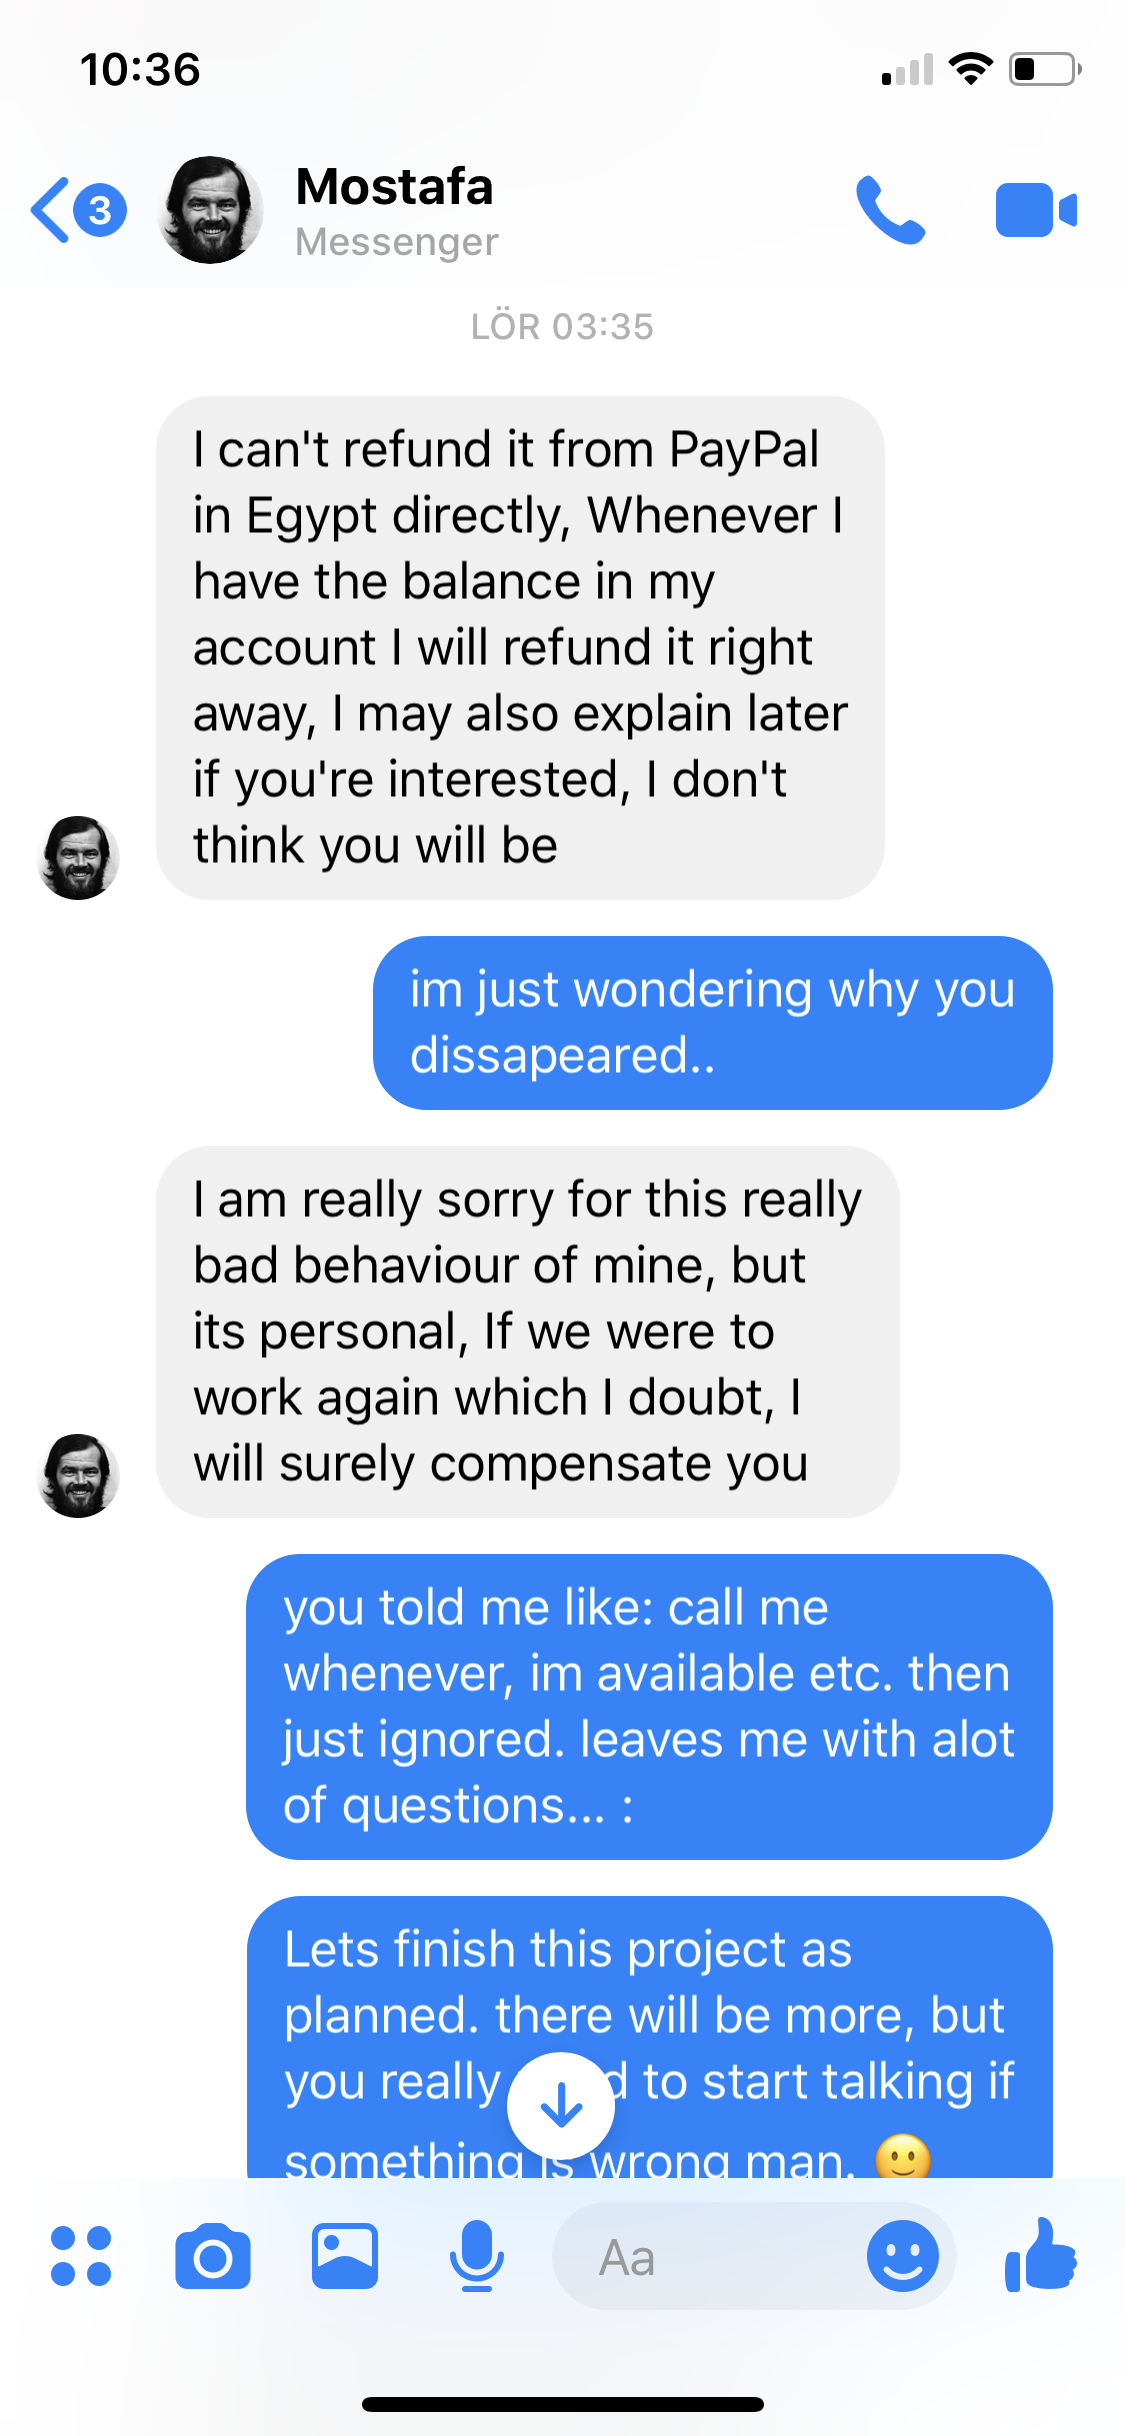 10:36
3
Mostafa
Messenger
LÖR 03:35
I can't refund it from PayPal
in Egypt directly, Whenever I
have the balance in my
account I will refund it right
away, I may also explain later
if you're interested, I don't
think you will be
im just wondering why you
dissapeared..
I am really sorry for this really
bad behaviour of mine, but
its personal, If we were to
work again which I doubt, I
will surely compensate you
you told me like: call me
whenever, im available etc. then
just ignored. leaves me with alot
of questions... :
Lets finish this project as
planned. there will be more, but
you really to start talking if
something is wrong man. 🙂
Aa